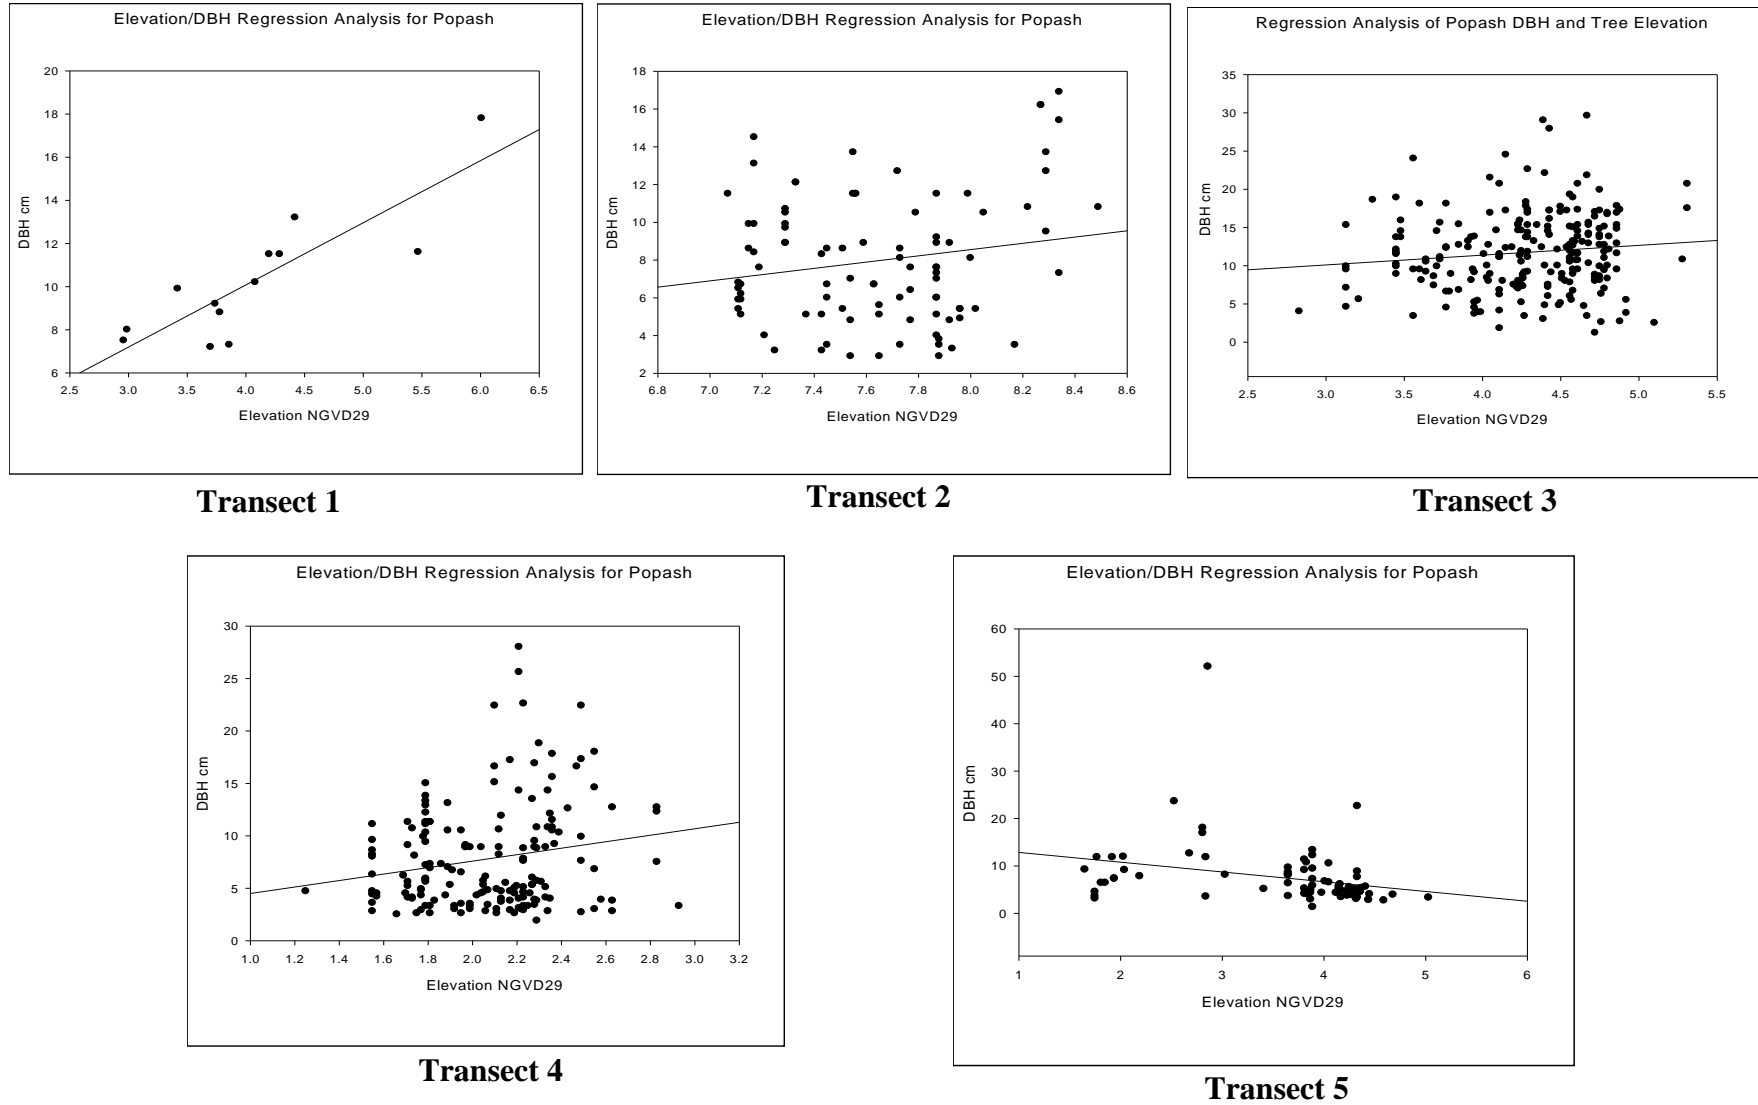 Elevation/DBH Regression Analysis for Popash
20
18
16
14
12
10
8
6
DBH cm
2.5 3.0 3.5 4.0 4.5 5.0 5.5 6.0 6.5
Elevation NGVD29
Transect 1
Elevation/DBH Regression Analysis for Popash
18
16
14
12
10
8
6
4
2
DBH cm
6.8 7.0 7.2 7.4 7.6 7.8 8.0 8.2 8.4 8.6
Elevation NGVD29
Transect 2
Regression Analysis of Popash DBH and Tree Elevation
35
30
25
20
15
10
5
0
DBH cm
2.5 3.0 3.5 4.0 4.5 5.0 5.5
Elevation NGVD29
Transect 3
Elevation/DBH Regression Analysis for Popash
30
25
20
15
10
5
0
DBH cm
1.0 1.2 1.4 1.6 1.8 2.0 2.2 2.4 2.6 2.8 3.0 3.2
Elevation NGVD29
Transect 4
Elevation/DBH Regression Analysis for Popash
60
50
40
30
20
10
0
DBH cm
1 2 3 4 5 6
Elevation NGVD29
Transect 5